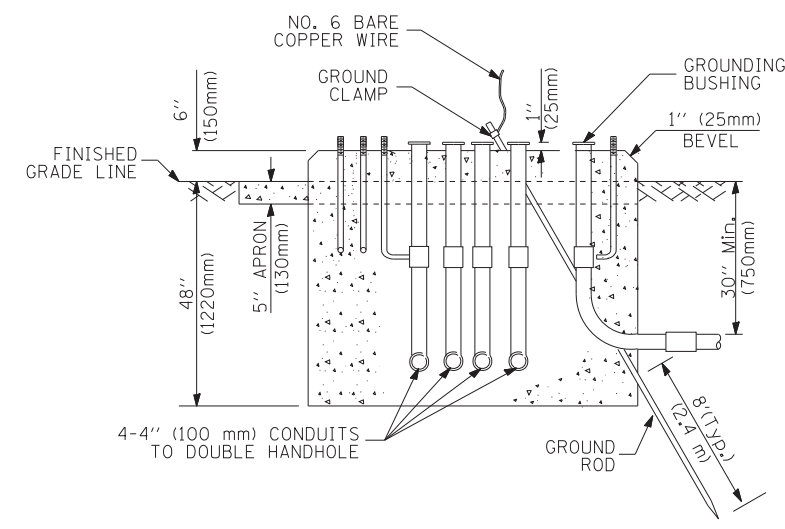 NO. 6 BARE
COPPER WIRE
GROUND
CLAMP
GROUNDING
BUSHING
6''
(150mm)
1''
(25mm)
1'' (25mm)
BEVEL
FINISHED
GRADE LINE
48''
(1220mm)
5'' APRON
(130mm)
30'' Min.
(750mm)
4-4'' (100 mm) CONDUITS
TO DOUBLE HANDHOLE
GROUND
ROD
8'(Typ.)
(2.4 m)